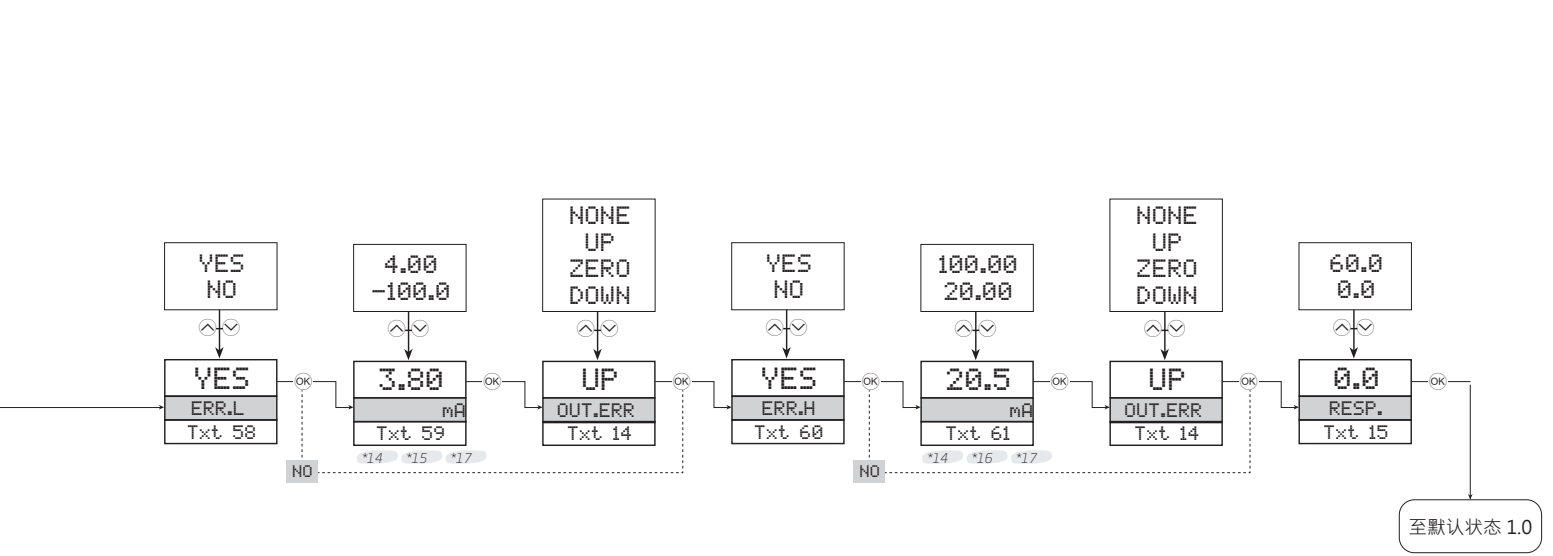 YES
NO
YES
ERR.L
Txt 58
OK
NO
4.00
-100.0
3.80
mA
Txt 59
*14 *15 *17
OK
NONE
UP
ZERO
DOWN
UP
OUT.ERR
Txt 14
OK
YES
NO
YES
ERR.H
Txt 60
OK
NO
100.00
20.00
20.5
mA
Txt 61
*14 *16 *17
OK
NONE
UP
ZERO
DOWN
UP
OUT.ERR
Txt 14
OK
60.0
0.0
0.0
RESP.
Txt 15
OK
至默认状态 1.0